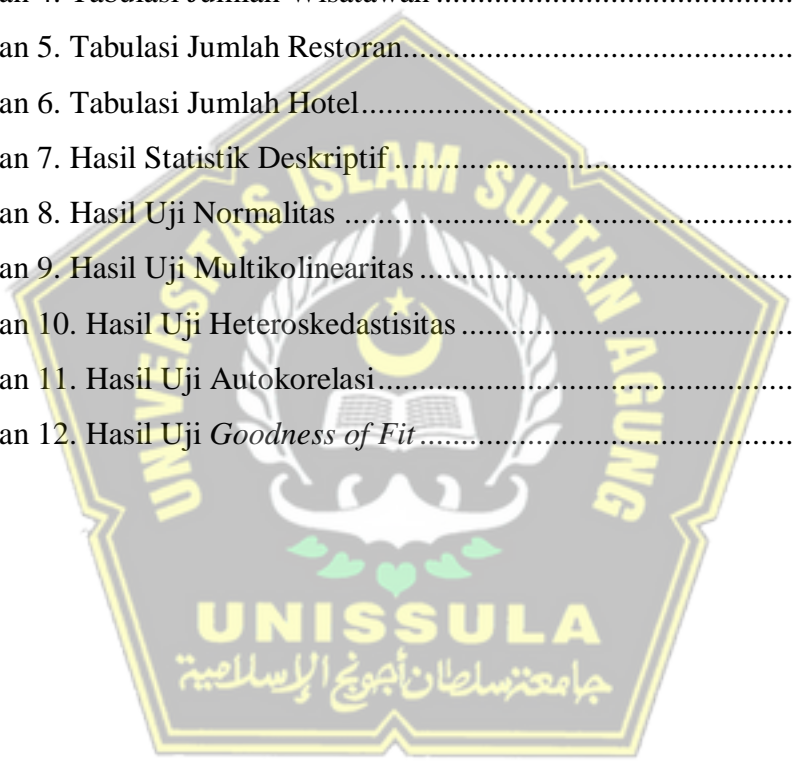 an 4. Tabulasi Jumlah Wisatawan ............................................
an 5. Tabulasi Jumlah Restoran............................................
an 6. Tabulasi Jumlah Hotel............................................
an 7. Hasil Statistik Deskriptif ............................................
an 8. Hasil Uji Normalitas ............................................
an 9. Hasil Uji Multikolinearitas ............................................
an 10. Hasil Uji Heteroskedastisitas ............................................
an 11. Hasil Uji Autokorelasi............................................
an 12. Hasil Uji Goodness of Fit ............................................
UNIVERSITAS ISLAM SULTAN AGUNG
UNISSULA
جامعتنسلطان أجونج الإسلامية